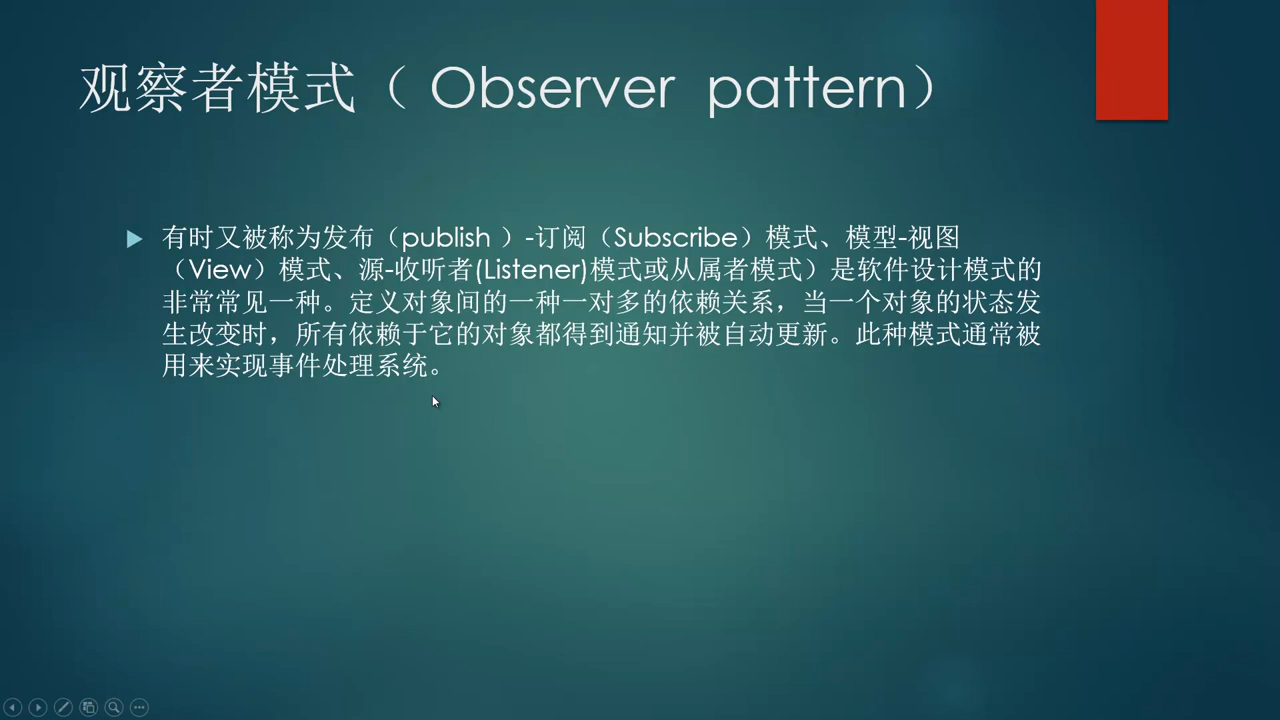 观察者模式（ Observer pattern）
有时又被称为发布（publish ）-订阅（Subscribe）模式、模型-视图
（View）模式、源-收听者(Listener)模式或从属者模式）是软件设计模式的
非常常见一种。定义对象间的一种一对多的依赖关系，当一个对象的状态发
生改变时，所有依赖于它的对象都得到通知并被自动更新。此种模式通常被
用来实现事件处理系统。